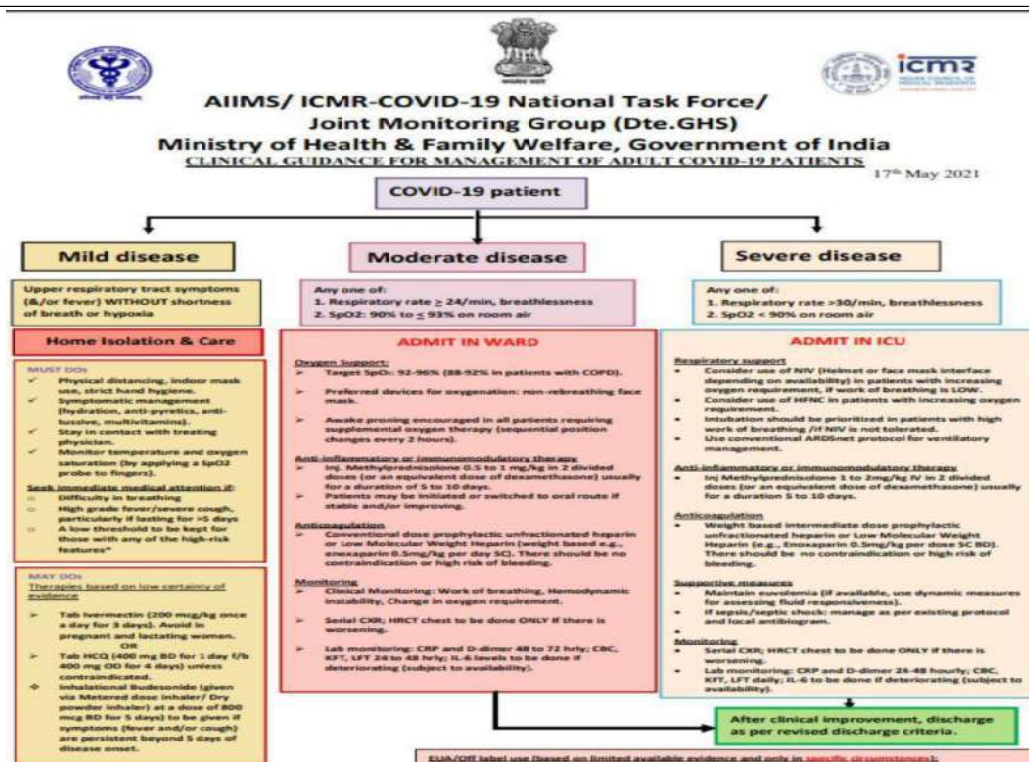 icmr
INDIAN COUNCIL OF
MEDICAL RESEARCH
AIIMS/ ICMR-COVID-19 National Task Force/
Joint Monitoring Group (Dte.GHS)
Ministry of Health & Family Welfare, Government of India
CLINICAL GUIDANCE FOR MANAGEMENT OF ADULT COVID-19 PATIENTS
17th May 2021
COVID-19 patient
Mild disease
Upper respiratory tract symptoms
(&/or fever) WITHOUT shortness
of breath or hypoxia
Home Isolation & Care
MUST DOs
✓ Physical distancing, indoor mask
use, strict hand hygiene.
✓ Symptomatic management
(hydration, anti-pyretics, anti-
tussive, multivitamins).
✓ Stay in contact with treating
physician.
✓ Monitor temperature and oxygen
saturation (by applying a SpO2
probe to fingers).
Seek immediate medical attention if:
o Difficulty in breathing
o High grade fever/severe cough,
particularly if lasting for >5 days
o A low threshold to be kept for
those with any of the high-risk
features*
MAY DOs
Therapies based on low certainty of
evidence
➢ Tab Ivermectin (200 mcg/kg once
a day for 3 days). Avoid in
pregnant and lactating women.
OR
➢ Tab HCQ (400 mg BD for 1 day f/b
400 mg OD for 4 days) unless
contraindicated.
❖ Inhalational Budesonide (given
via Metered dose inhaler/ Dry
powder inhaler) at a dose of 800
mcg BD for 5 days) to be given if
symptoms (fever and/or cough)
are persistent beyond 5 days of
disease onset.
Moderate disease
Any one of:
1. Respiratory rate ≥ 24/min, breathlessness
2. SpO2: 90% to ≤ 93% on room air
ADMIT IN WARD
Oxygen Support:
➢ Target SpO2: 92-96% (88-92% in patients with COPD).
➢ Preferred devices for oxygenation: non-rebreathing face
mask.
➢ Awake proning encouraged in all patients requiring
supplemental oxygen therapy (sequential position
changes every 2 hours).
Anti-inflammatory or immunomodulatory therapy
➢ Inj. Methylprednisolone 0.5 to 1 mg/kg in 2 divided
doses (or an equivalent dose of dexamethasone) usually
for a duration of 5 to 10 days.
➢ Patients may be initiated or switched to oral route if
stable and/or improving.
Anticoagulation
➢ Conventional dose prophylactic unfractionated heparin
or Low Molecular Weight Heparin (weight based e.g.,
enoxaparin 0.5mg/kg per day SC). There should be no
contraindication or high risk of bleeding.
Monitoring
➢ Clinical Monitoring: Work of breathing, Hemodynamic
instability, Change in oxygen requirement.
➢ Serial CXR; HRCT chest to be done ONLY if there is
worsening.
➢ Lab monitoring: CRP and D-dimer 48 to 72 hrly; CBC,
KFT, LFT 24 to 48 hrly; IL-6 levels to be done if
deteriorating (subject to availability).
Severe disease
Any one of:
1. Respiratory rate >30/min, breathlessness
2. SpO2 < 90% on room air
ADMIT IN ICU
Respiratory support
• Consider use of NIV (Helmet or face mask interface
depending on availability) in patients with increasing
oxygen requirement, if work of breathing is LOW.
• Consider use of HFNC in patients with increasing oxygen
requirement.
• Intubation should be prioritized in patients with high
work of breathing /if NIV is not tolerated.
• Use conventional ARDSnet protocol for ventilatory
management.
Anti-inflammatory or immunomodulatory therapy
• Inj Methylprednisolone 1 to 2mg/kg IV in 2 divided
doses (or an equivalent dose of dexamethasone) usually
for a duration 5 to 10 days.
Anticoagulation
• Weight based intermediate dose prophylactic
unfractionated heparin or Low Molecular Weight
Heparin (e.g., Enoxaparin 0.5mg/kg per dose SC BD).
There should be no contraindication or high risk of
bleeding.
Supportive measures
• Maintain euvolemia (if available, use dynamic measures
for assessing fluid responsiveness).
• If sepsis/septic shock: manage as per existing protocol
and local antibiogram.
•
Monitoring
• Serial CXR; HRCT chest to be done ONLY if there is
worsening.
• Lab monitoring: CRP and D-dimer 24-48 hourly; CBC,
KFT, LFT daily; IL-6 to be done if deteriorating (subject to
availability).
After clinical improvement, discharge
as per revised discharge criteria.
EUA/Off label use (based on limited available evidence and only in specific circumstances):